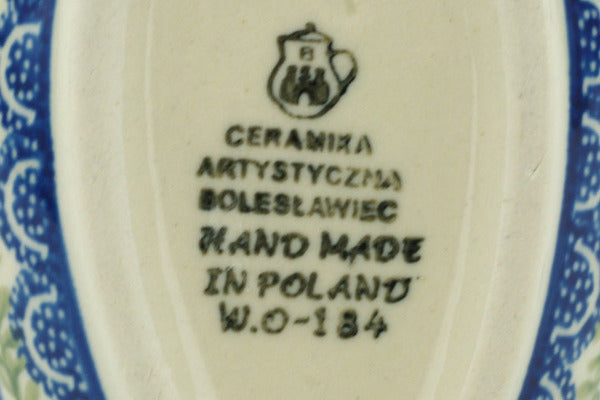 B
CERAMIKA
ARTYSTYCZNA
BOLESŁAWIEC
HAND MADE
IN POLAND
W.O-184